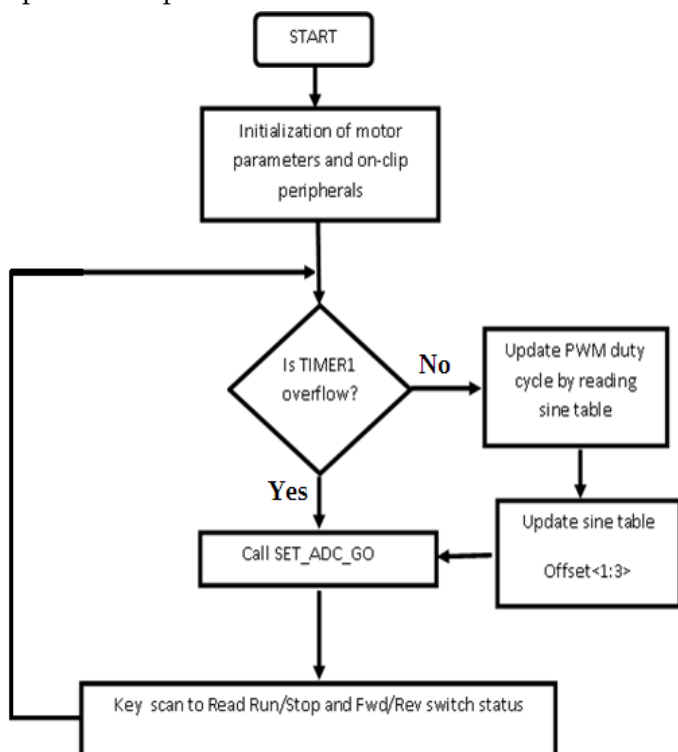 START
Initialization of motor
parameters and on-clip
peripherals
Is TIMER1
overflow?
No
Update PWM duty
cycle by reading
sine table
Yes
Update sine table
Offset<1:3>
Call SET_ADC_GO
Key scan to Read Run/Stop and Fwd/Rev switch status